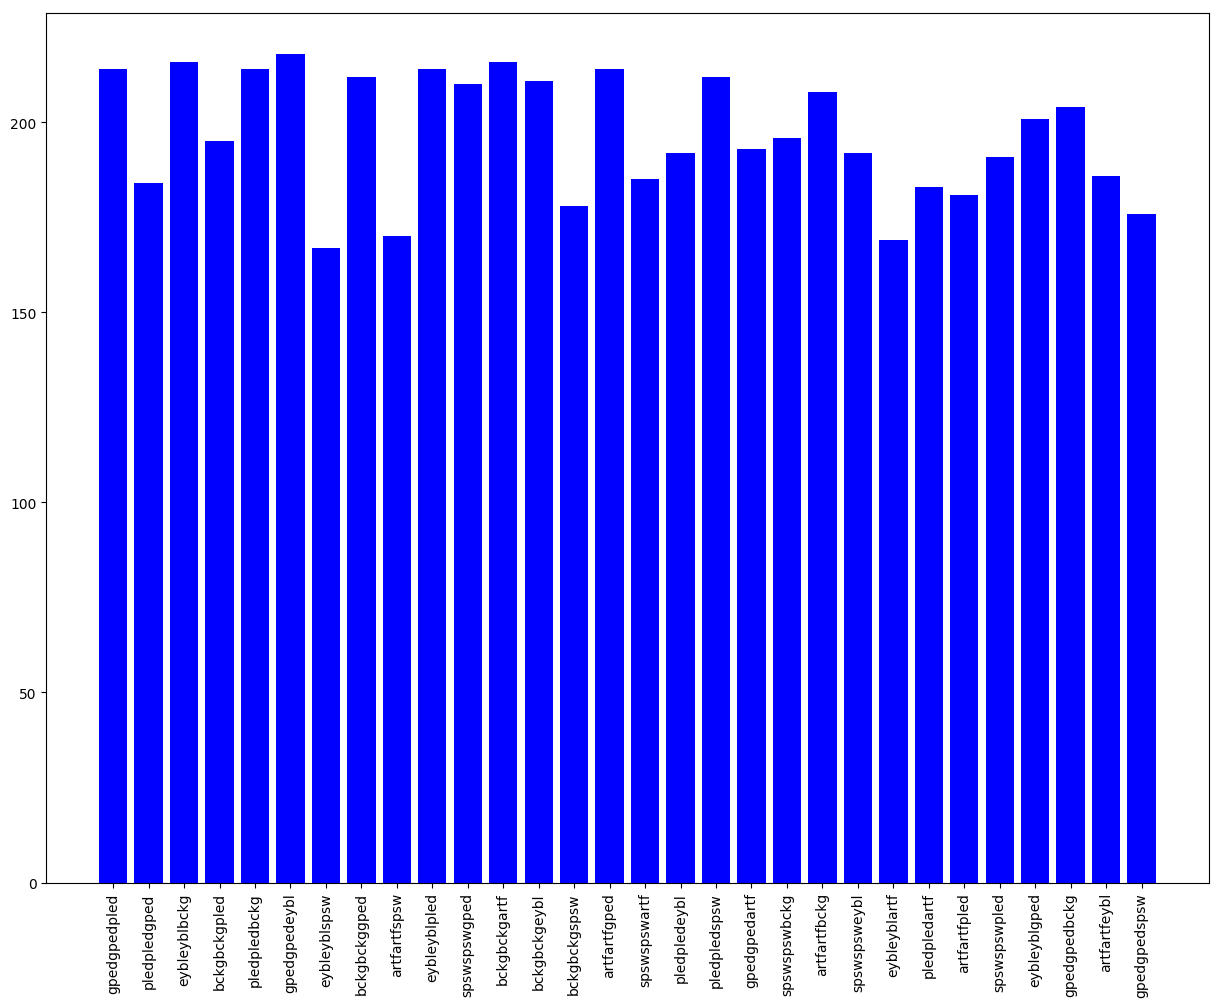 200
150
100
50
0
gpedgpedpled
pledpledgped
eybleyblbckg
bckgbckgpled
pledpledbckg
gpedgpedeybl
eybleyblspsw
bckgbckggped
artfartfspsw
eybleyblpled
spswspswgped
bckgbckgartf
bckgbckgeybl
bckgbckgspsw
artfartfgped
spswspswartf
pledpledeybl
pledpledspsw
gpedgpedartf
spswspswbckg
artfartfbckg
spswspsweybl
eybleyblartf
pledpledartf
artfartfpled
spswspswpled
eybleyblgped
gpedgpedbckg
artfartfeybl
gpedgpedspsw